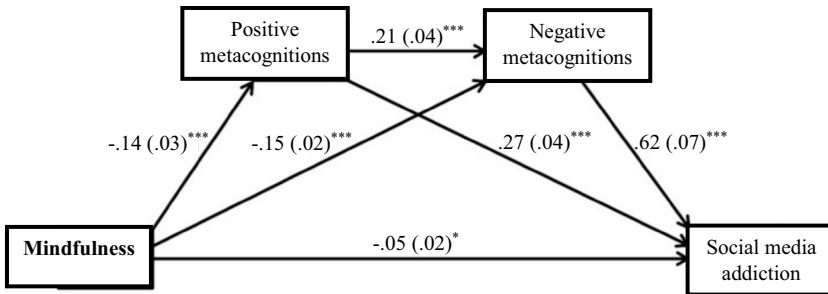 Positive
metacognitions
.21 (.04)***
Negative
metacognitions
-.14 (.03)***
-.15 (.02)***
.27 (.04)***
.62 (.07)***
Mindfulness
-.05 (.02)*
Social media
addiction